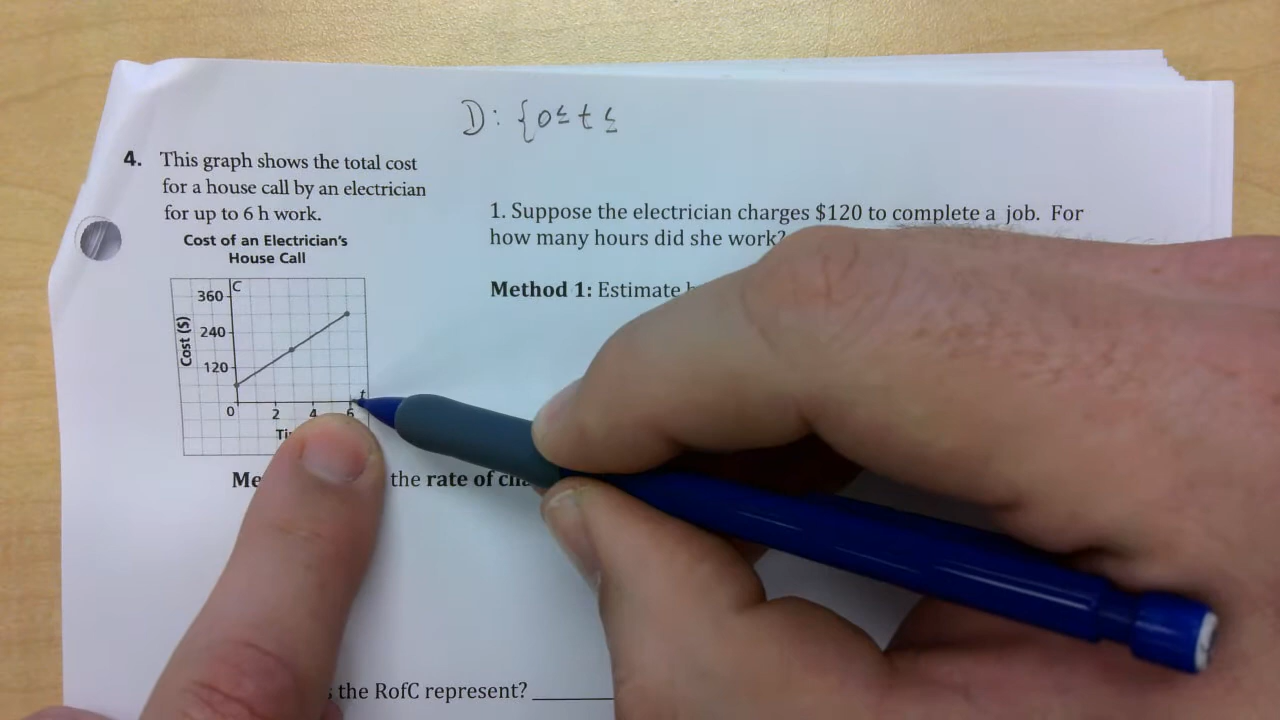 D: {0≤t≤
4. This graph shows the total cost
for a house call by an electrician
for up to 6 h work.
Cost of an Electrician's
House Call
C
360
240
120
Cost ($)
0 2 4 6
t
1. Suppose the electrician charges $120 to complete a job. For
how many hours did she work?
Method 1: Estimate
the rate of
the RofC represent?